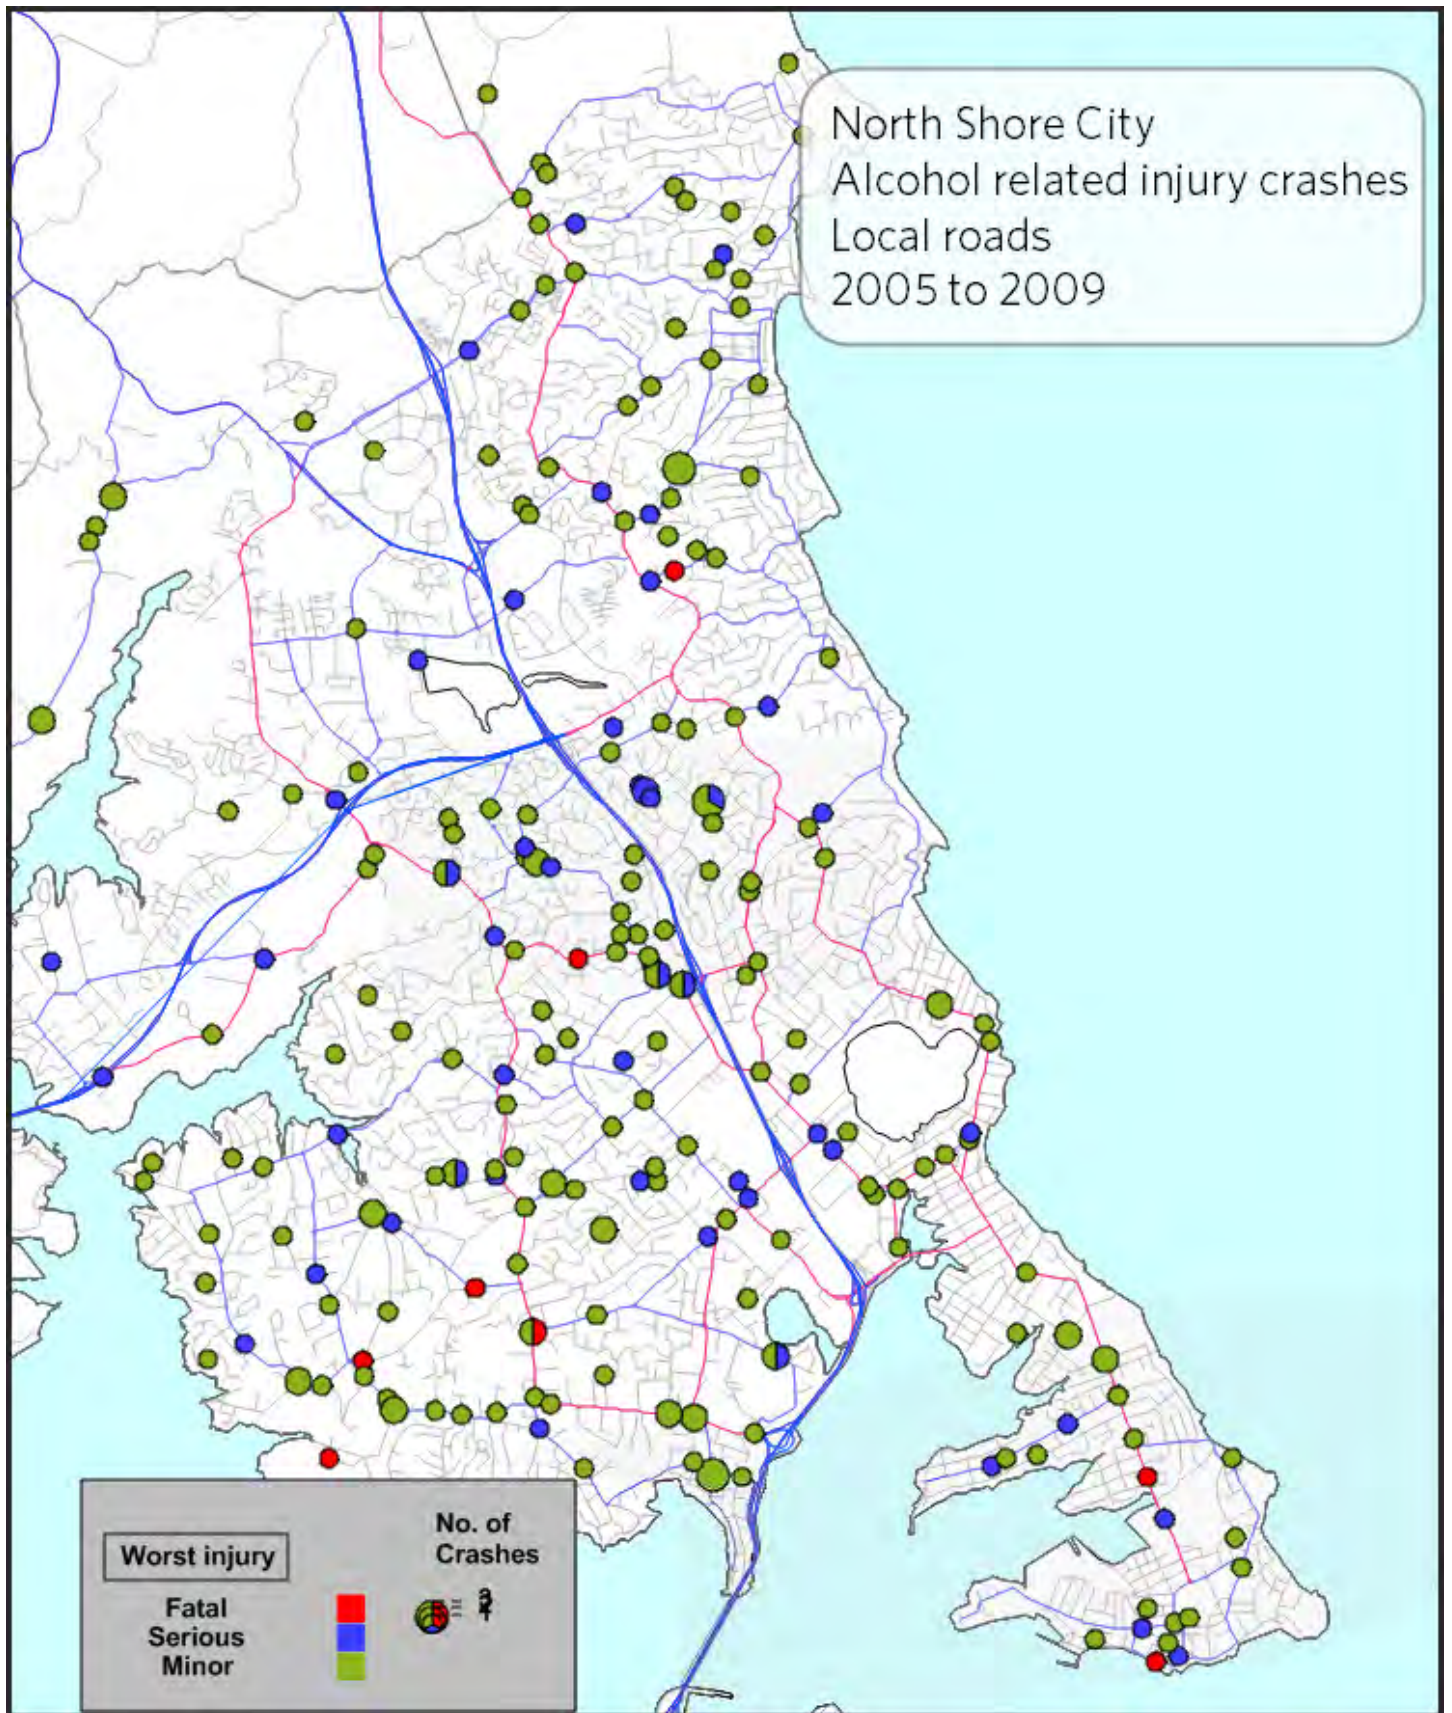 North Shore City
Alcohol related injury crashes
Local roads
2005 to 2009
No. of
Crashes
Worst injury
Fatal
Serious
Minor